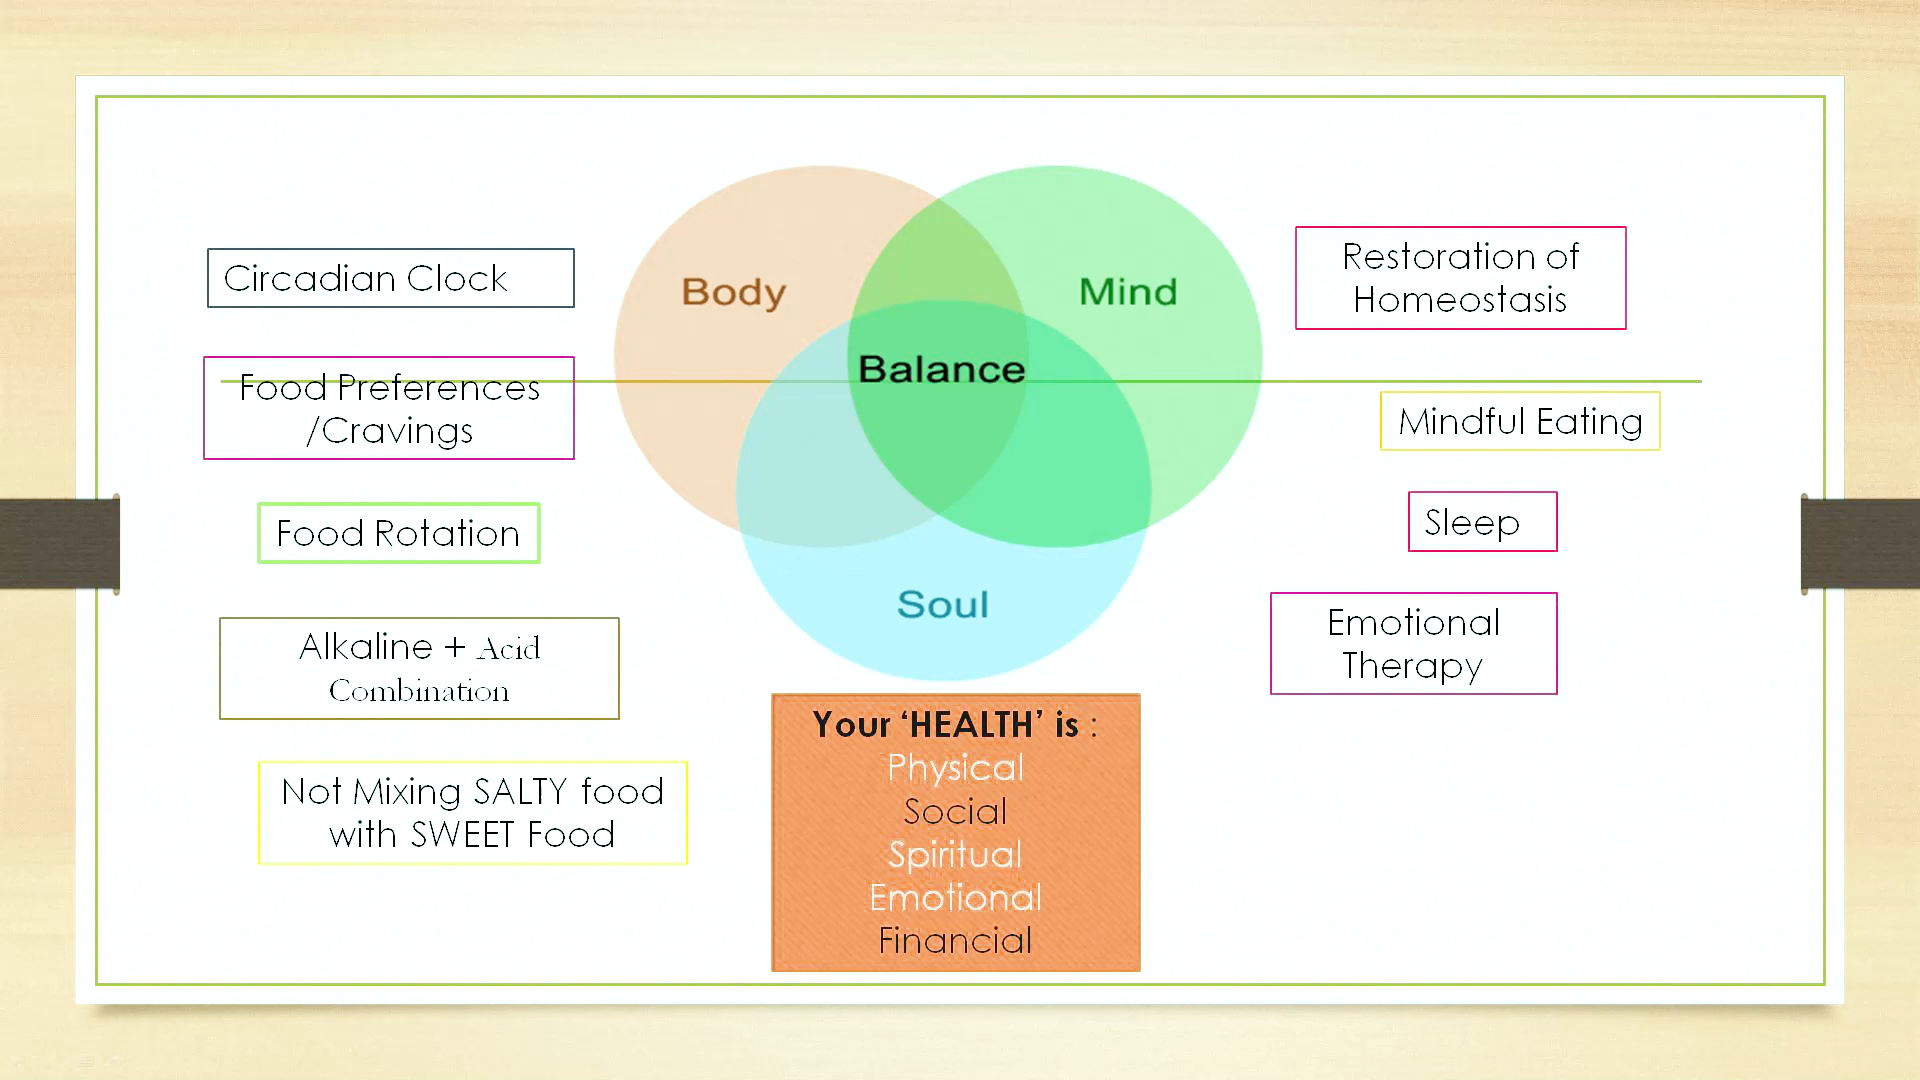 Circadian Clock
Food Preferences
/Cravings
Food Rotation
Alkaline + Acid
Combination
Not Mixing SALTY food
with SWEET Food
Body
Mind
Balance
Soul
Your ‘HEALTH’ is :
Physical
Social
Spiritual
Emotional
Financial
Restoration of
Homeostasis
Mindful Eating
Sleep
Emotional
Therapy